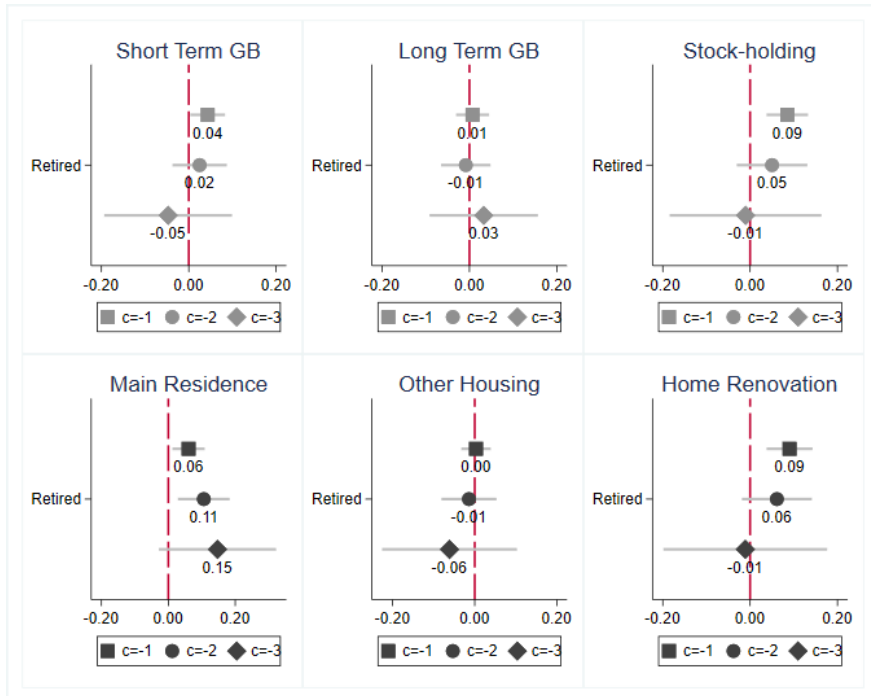 Short Term GB
0.04
Retired
0.02
-0.05
-0.20 0.00 0.20
c=-1 c=-2 c=-3
Long Term GB
0.01
Retired
-0.01
0.03
-0.20 0.00 0.20
c=-1 c=-2 c=-3
Stock-holding
0.09
Retired
0.05
-0.01
-0.20 0.00 0.20
c=-1 c=-2 c=-3
Main Residence
0.06
Retired
0.11
0.15
-0.20 0.00 0.20
c=-1 c=-2 c=-3
Other Housing
0.00
Retired
-0.01
-0.06
-0.20 0.00 0.20
c=-1 c=-2 c=-3
Home Renovation
0.09
Retired
0.06
-0.01
-0.20 0.00 0.20
c=-1 c=-2 c=-3